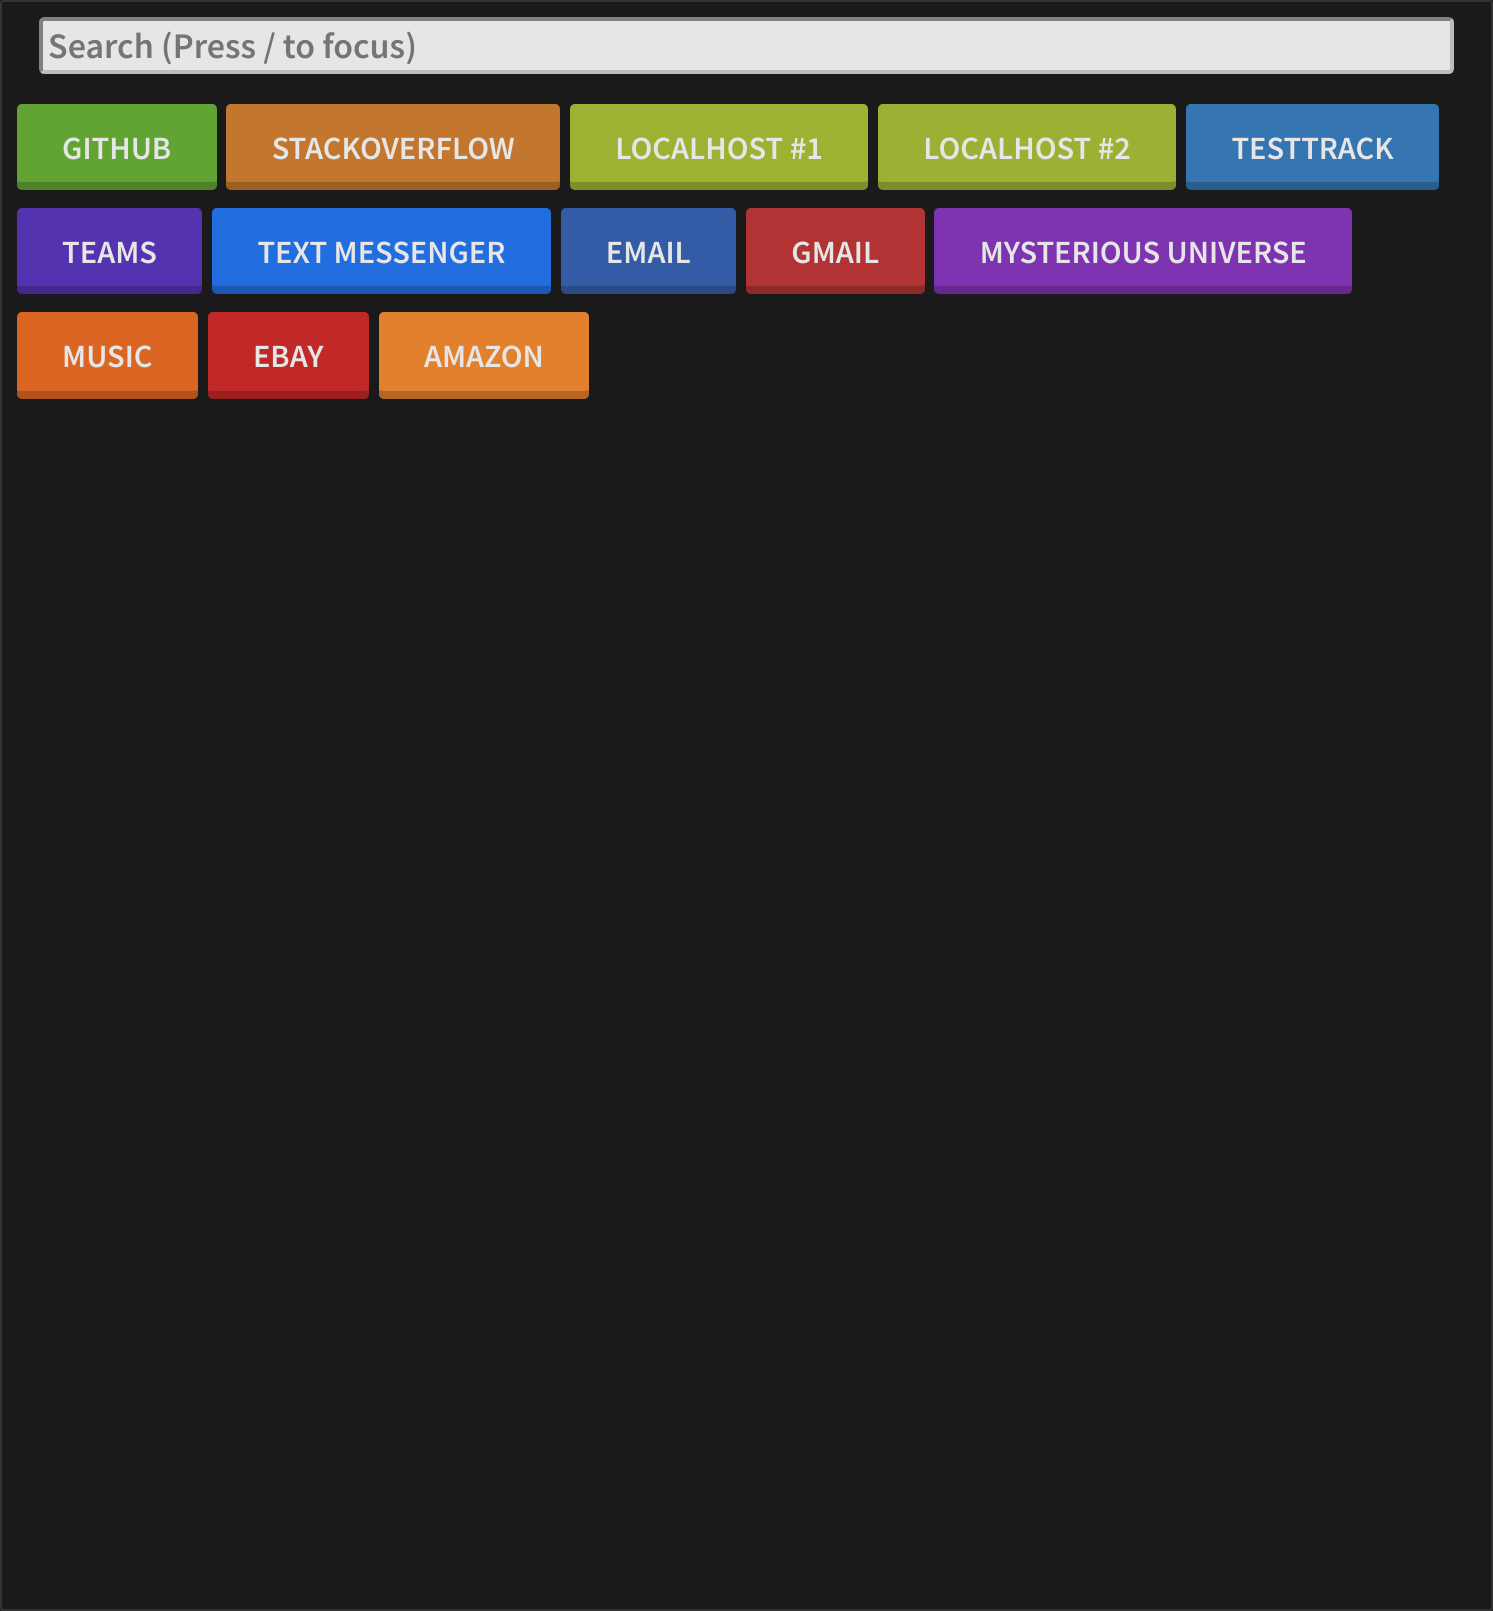 Search (Press / to focus)
GITHUB STACKOVERFLOW LOCALHOST #1 LOCALHOST #2 TESTTRACK
TEAMS TEXT MESSENGER EMAIL GMAIL MYSTERIOUS UNIVERSE
MUSIC EBAY AMAZON